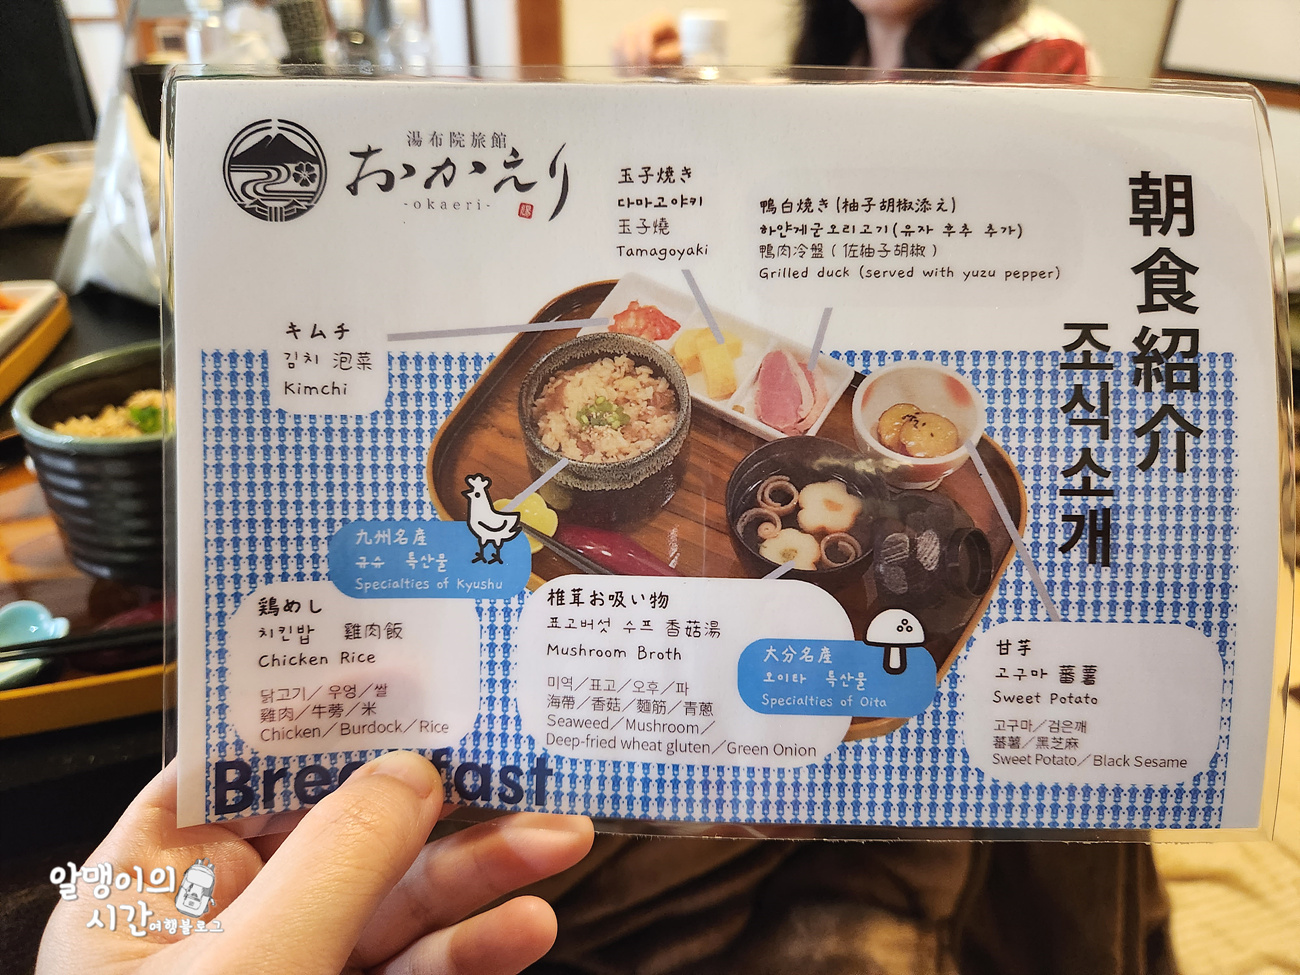 湯布院旅館
おかえり
-okaeri-
玉子焼き
다마고야키
玉子燒
Tamagoyaki
鴨白焼き(柚子胡椒添え)
하얀게군오리고기(유자 후추 추가)
鴨肉冷盤(佐柚子胡椒)
Grilled duck (served with yuzu pepper)
朝食紹介
조식소개
キムチ
김치 泡菜
Kimchi
九州名産
규슈 특산물
Specialties of Kyushu
鶏めし
치킨밥 雞肉飯
Chicken Rice
닭고기/우엉/쌀
雞肉/牛蒡/米
Chicken/Burdock/Rice
椎茸お吸い物
표고버섯 수프 香菇湯
Mushroom Broth
미역/표고/오후/파
海帶/香菇/麵筋/青蔥
Seaweed/Mushroom/
Deep-fried wheat gluten/Green Onion
大分名産
오이타 특산물
Specialties of Oita
甘芋
고구마 蕃薯
Sweet Potato
고구마/검은깨
蕃薯/黑芝麻
Sweet Potato/Black Sesame
Breakfast
알맹이의
시간여행블로그